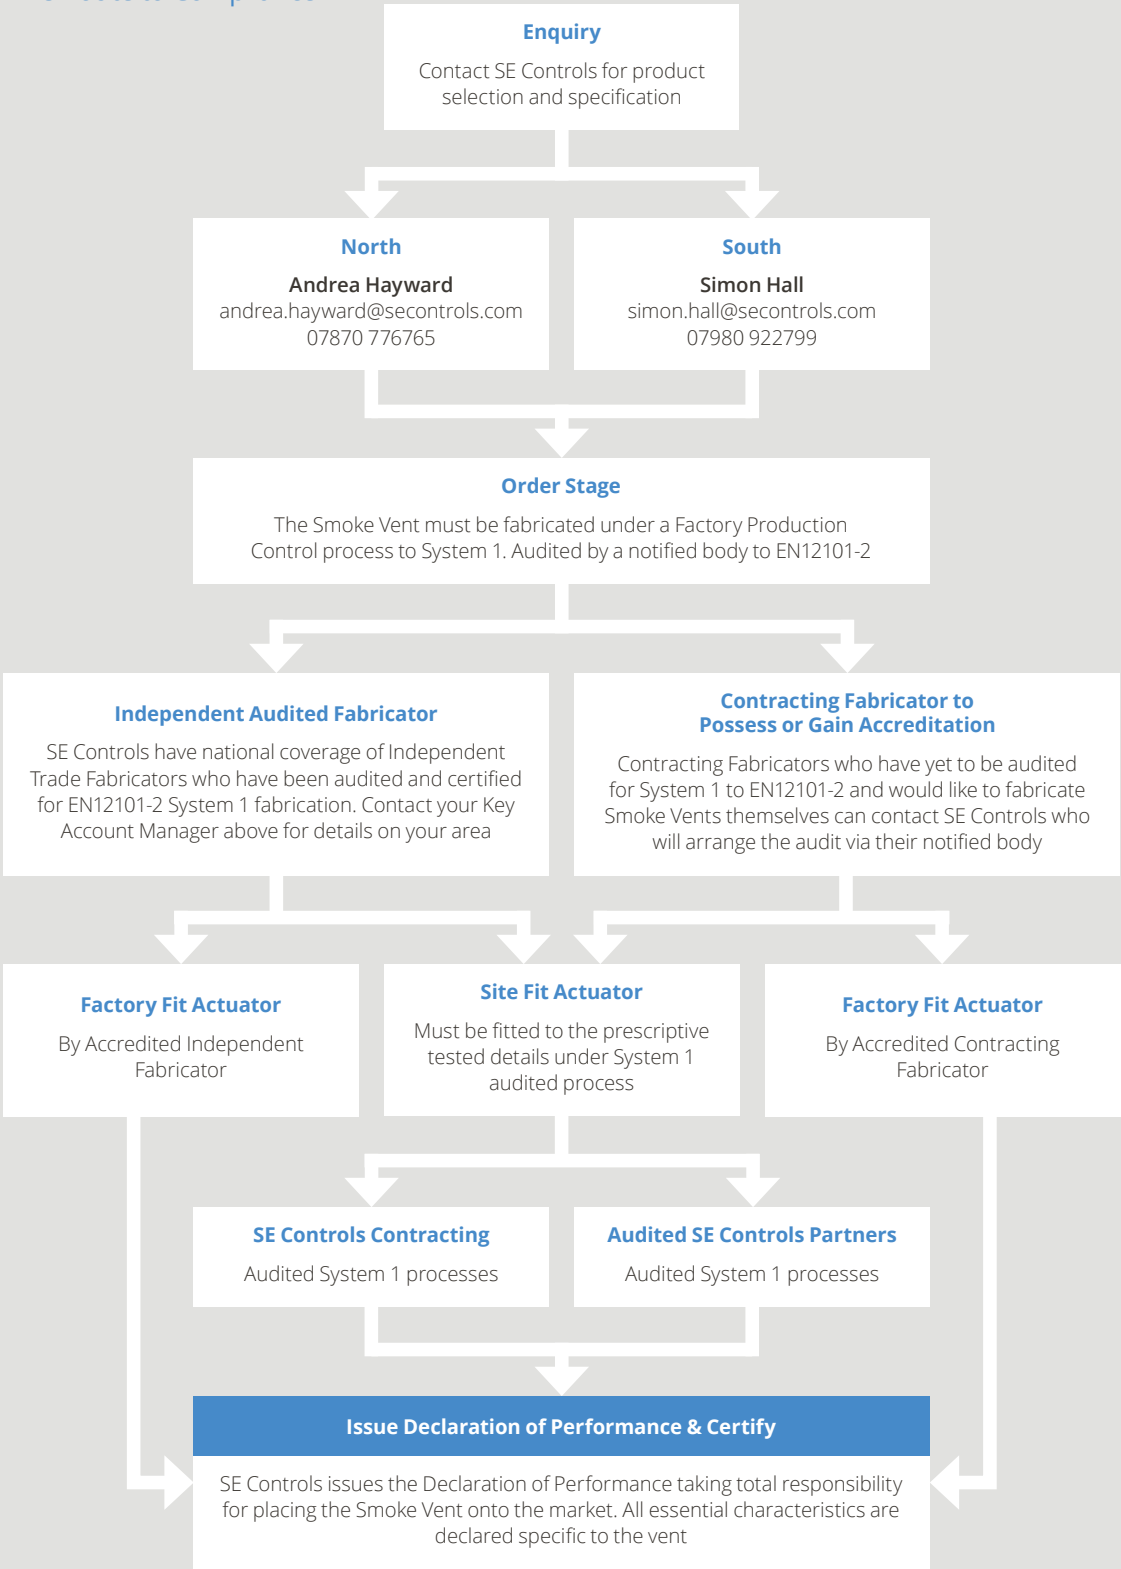 Enquiry
Contact SE Controls for product
selection and specification
North
Andrea Hayward
andrea.hayward@secontrols.com
07870 776765
South
Simon Hall
simon.hall@secontrols.com
07980 922799
Order Stage
The Smoke Vent must be fabricated under a Factory Production
Control process to System 1. Audited by a notified body to EN12101-2
Independent Audited Fabricator
SE Controls have national coverage of Independent
Trade Fabricators who have been audited and certified
for EN12101-2 System 1 fabrication. Contact your Key
Account Manager above for details on your area
Contracting Fabricator to
Possess or Gain Accreditation
Contracting Fabricators who have yet to be audited
for System 1 to EN12101-2 and would like to fabricate
Smoke Vents themselves can contact SE Controls who
will arrange the audit via their notified body
Factory Fit Actuator
By Accredited Independent
Fabricator
Site Fit Actuator
Must be fitted to the prescriptive
tested details under System 1
audited process
Factory Fit Actuator
By Accredited Contracting
Fabricator
SE Controls Contracting
Audited System 1 processes
Audited SE Controls Partners
Audited System 1 processes
Issue Declaration of Performance & Certify
SE Controls issues the Declaration of Performance taking total responsibility
for placing the Smoke Vent onto the market. All essential characteristics are
declared specific to the vent